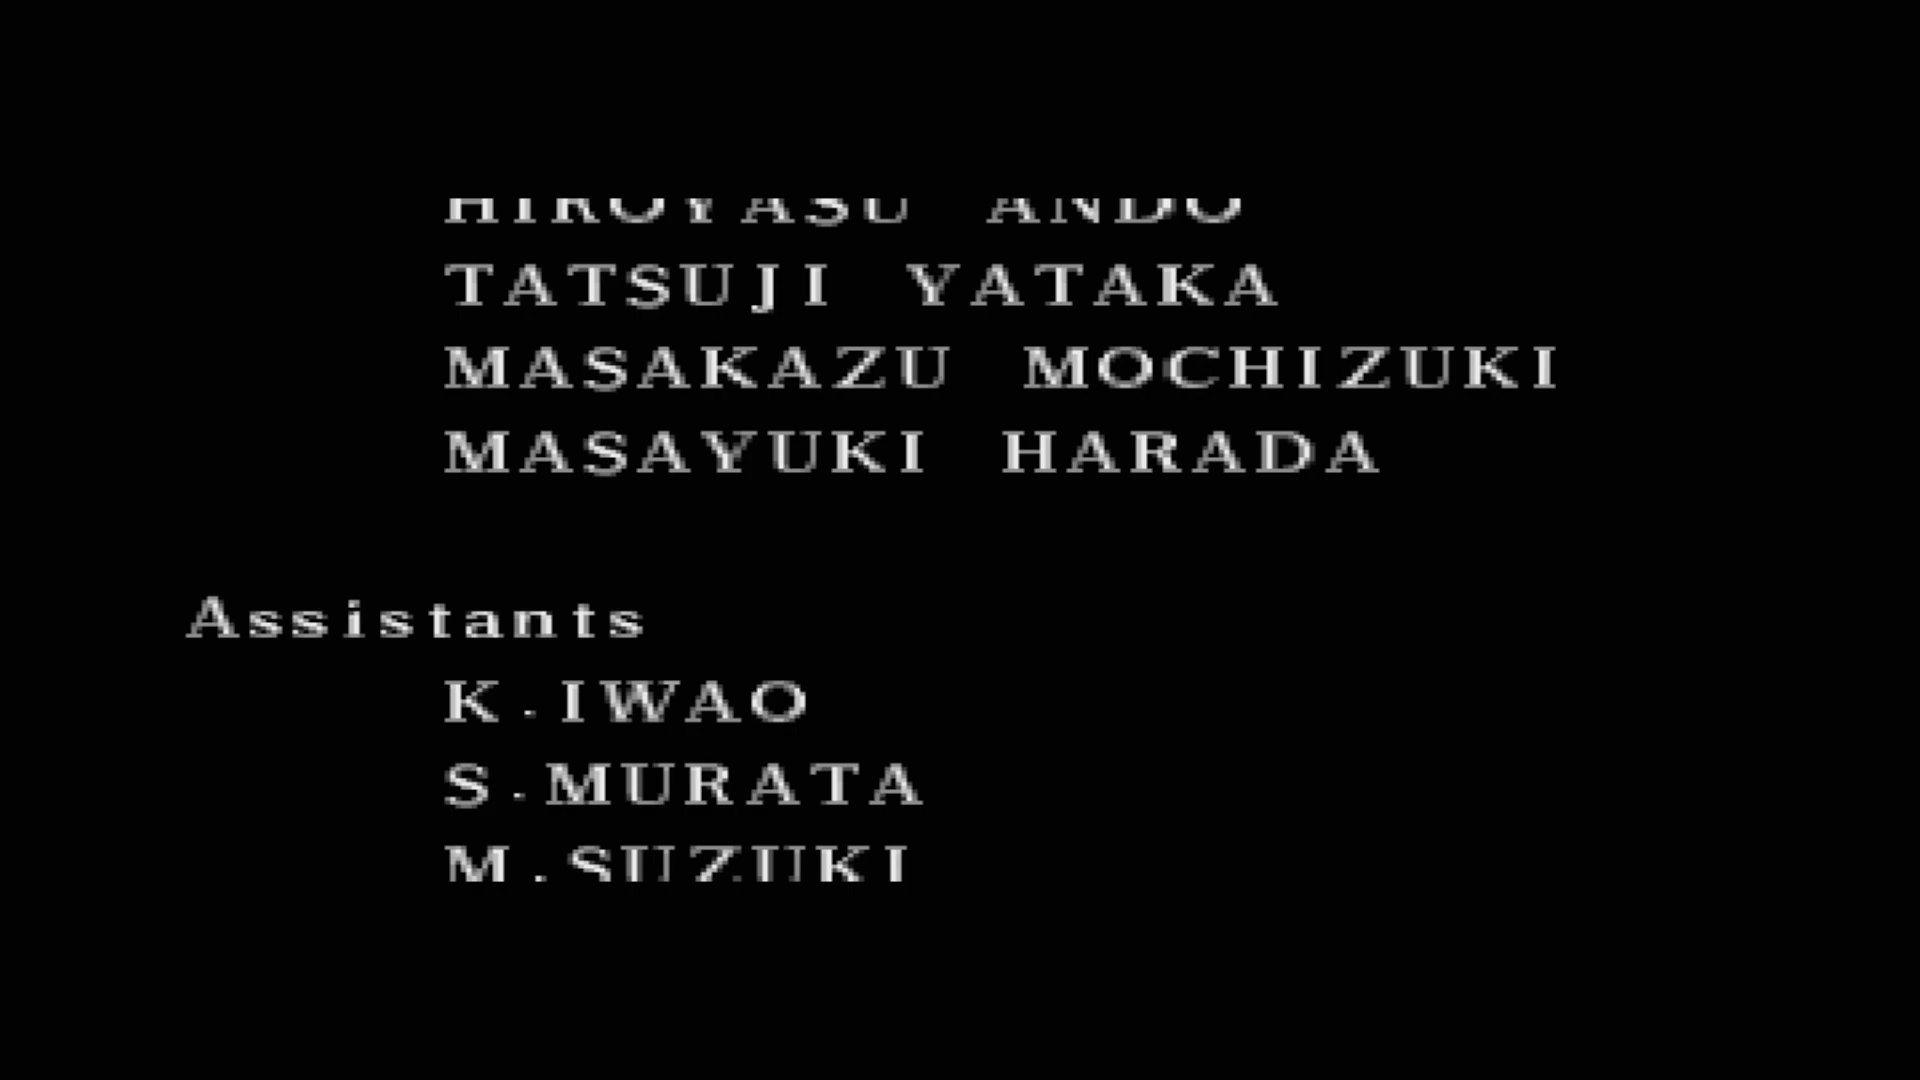 HIROYASU ANDO
TATSUJI YATAKA
MASAKAZU MOCHIZUKI
MASAYUKI HARADA
Assistants
K.IWAO
S.MURATA
M.SUZUKI